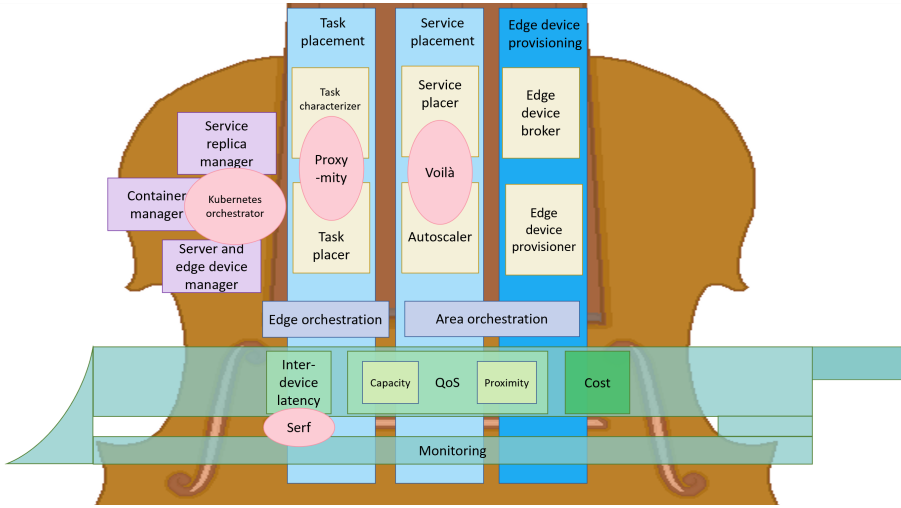 Task
placement
Service
placement
Edge device
provisioning
Task
characterizer
Service
placer
Edge
device
broker
Service
replica
manager
Proxy
-mity
Voilà
Container
manager
Kubernetes
orchestrator
Task
placer
Autoscaler
Edge
device
provisioner
Server and
edge device
manager
Edge orchestration
Area orchestration
Inter-
device
latency
Capacity
QoS
Proximity
Cost
Serf
Monitoring